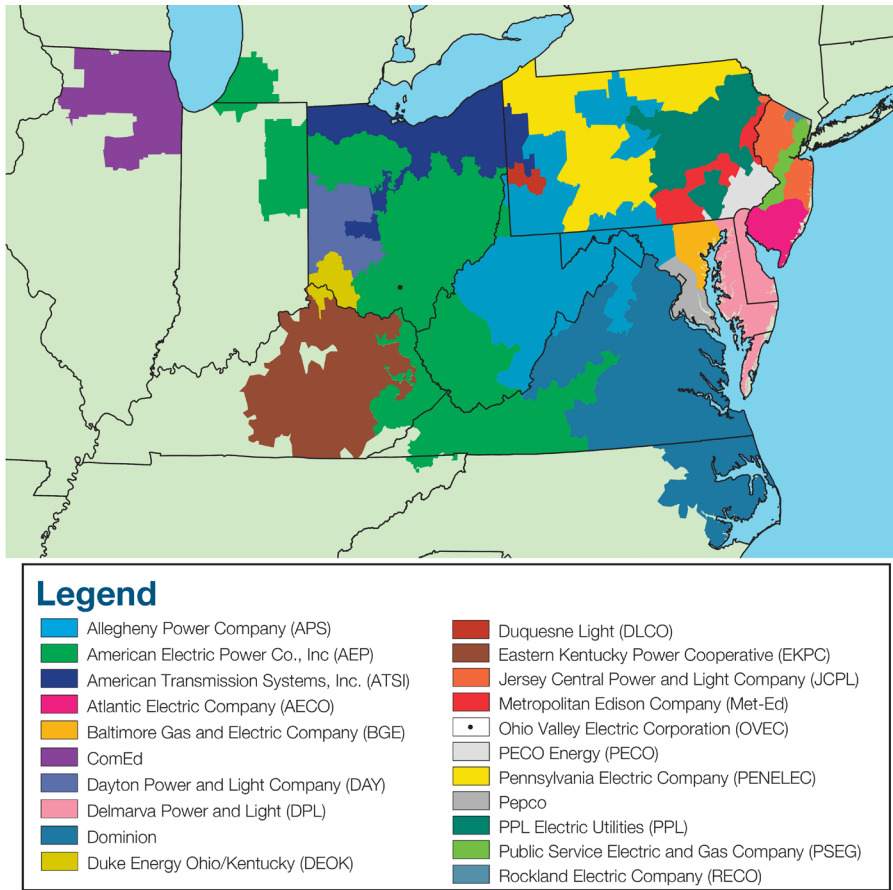 Legend
Allegheny Power Company (APS)
American Electric Power Co., Inc (AEP)
American Transmission Systems, Inc. (ATSI)
Atlantic Electric Company (AECO)
Baltimore Gas and Electric Company (BGE)
ComEd
Dayton Power and Light Company (DAY)
Delmarva Power and Light (DPL)
Dominion
Duke Energy Ohio/Kentucky (DEOK)
Duquesne Light (DLCO)
Eastern Kentucky Power Cooperative (EKPC)
Jersey Central Power and Light Company (JCPL)
Metropolitan Edison Company (Met-Ed)
Ohio Valley Electric Corporation (OVEC)
PECO Energy (PECO)
Pennsylvania Electric Company (PENELEC)
Pepco
PPL Electric Utilities (PPL)
Public Service Electric and Gas Company (PSEG)
Rockland Electric Company (RECO)